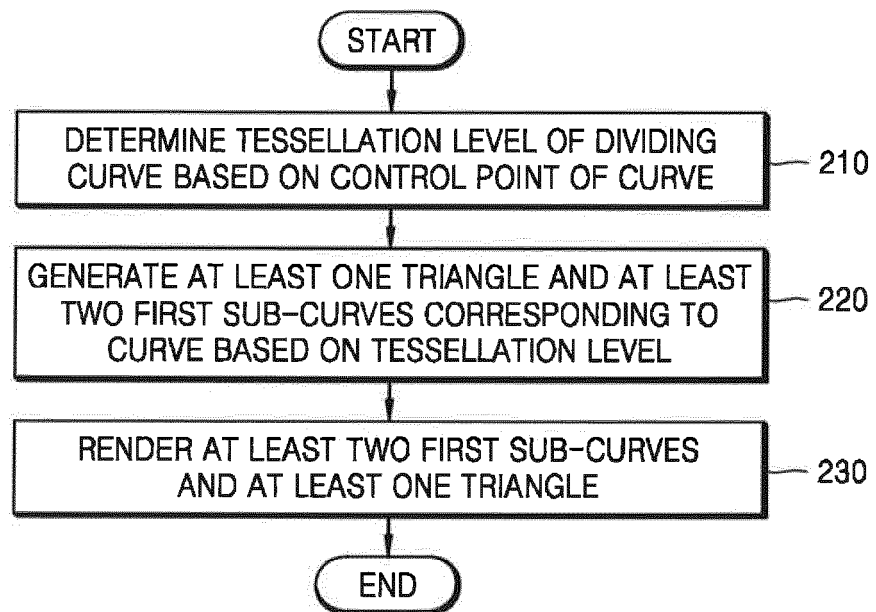 START
DETERMINE TESSELLATION LEVEL OF DIVIDING
CURVE BASED ON CONTROL POINT OF CURVE
210
GENERATE AT LEAST ONE TRIANGLE AND AT LEAST
TWO FIRST SUB-CURVES CORRESPONDING TO
CURVE BASED ON TESSELLATION LEVEL
220
RENDER AT LEAST TWO FIRST SUB-CURVES
AND AT LEAST ONE TRIANGLE
230
END